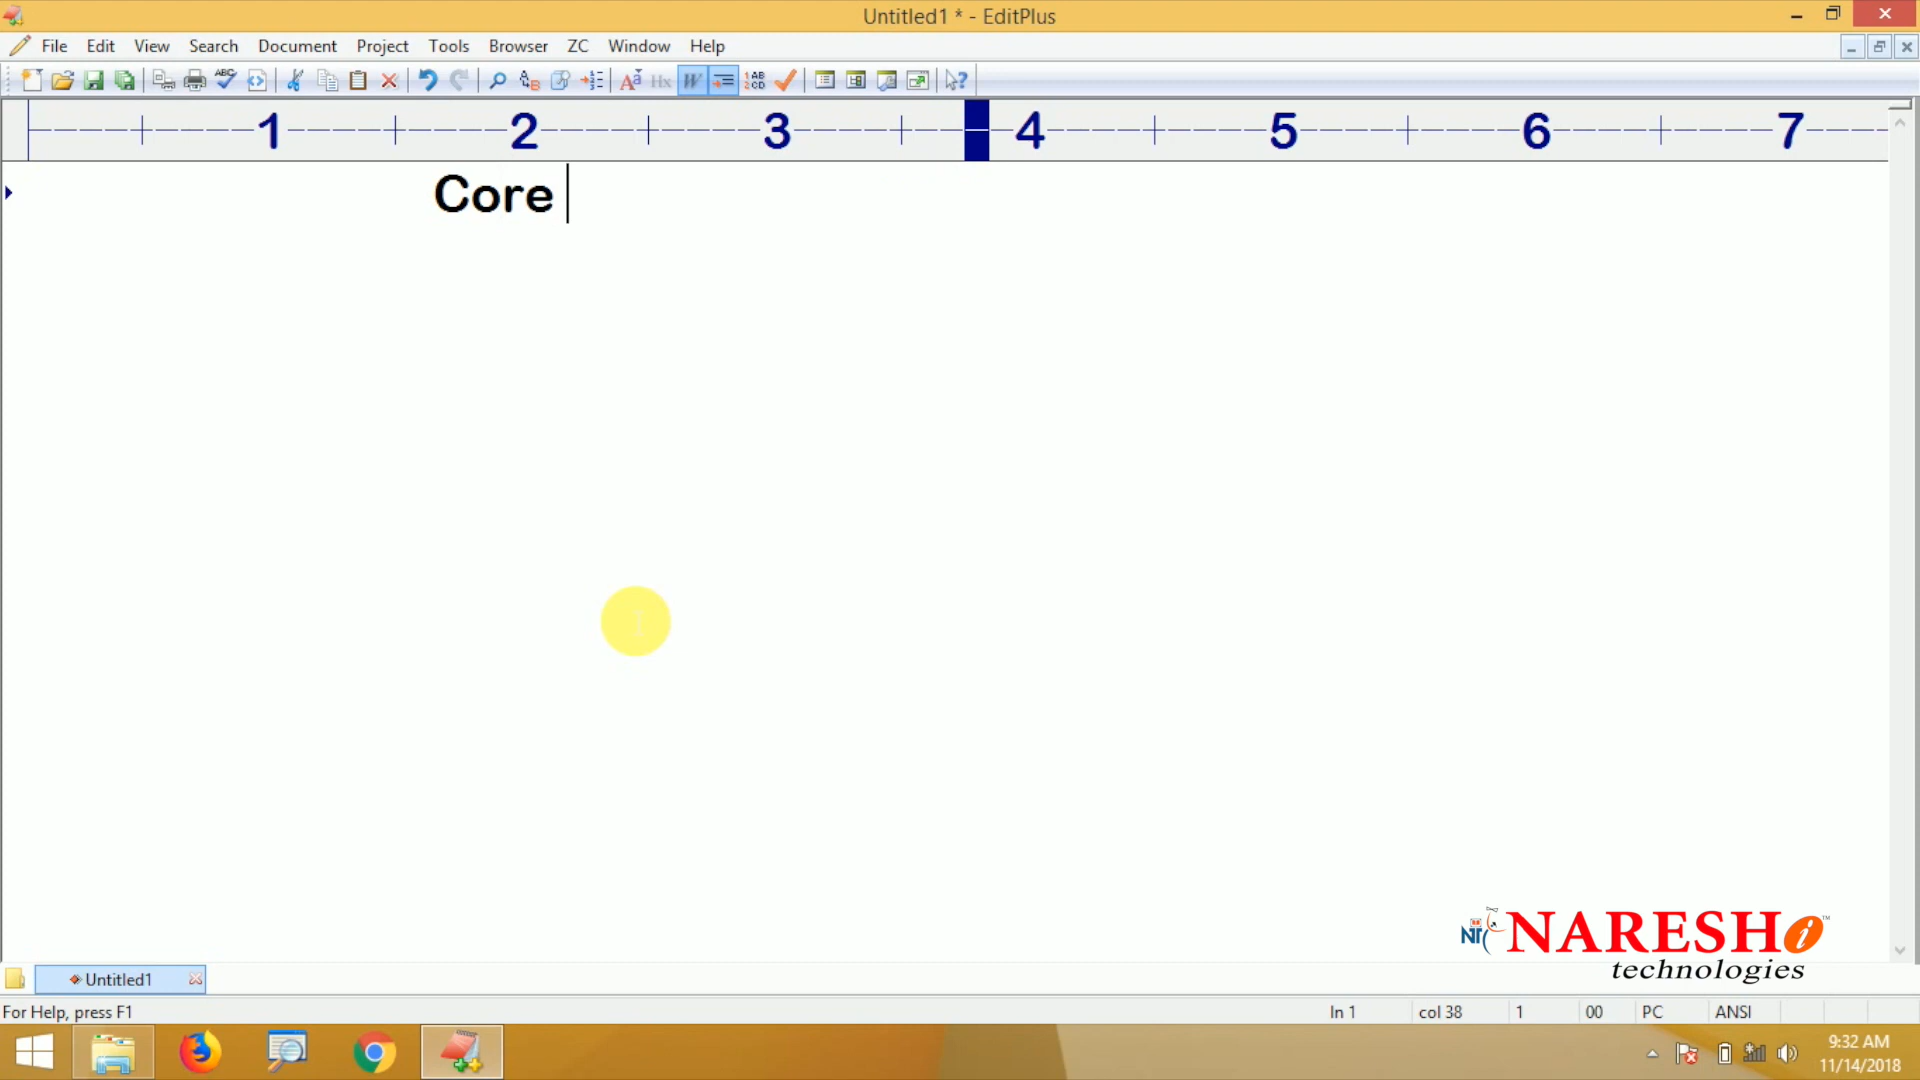 Untitled1 * - EditPlus
File Edit View Search Document Project Tools Browser ZC Window Help
1 2 3 4 5 6 7
Core
NARESHi™
technologies
Untitled1
For Help, press F1 ln 1 col 38 1 00 PC ANSI
9:32 AM
11/14/2018